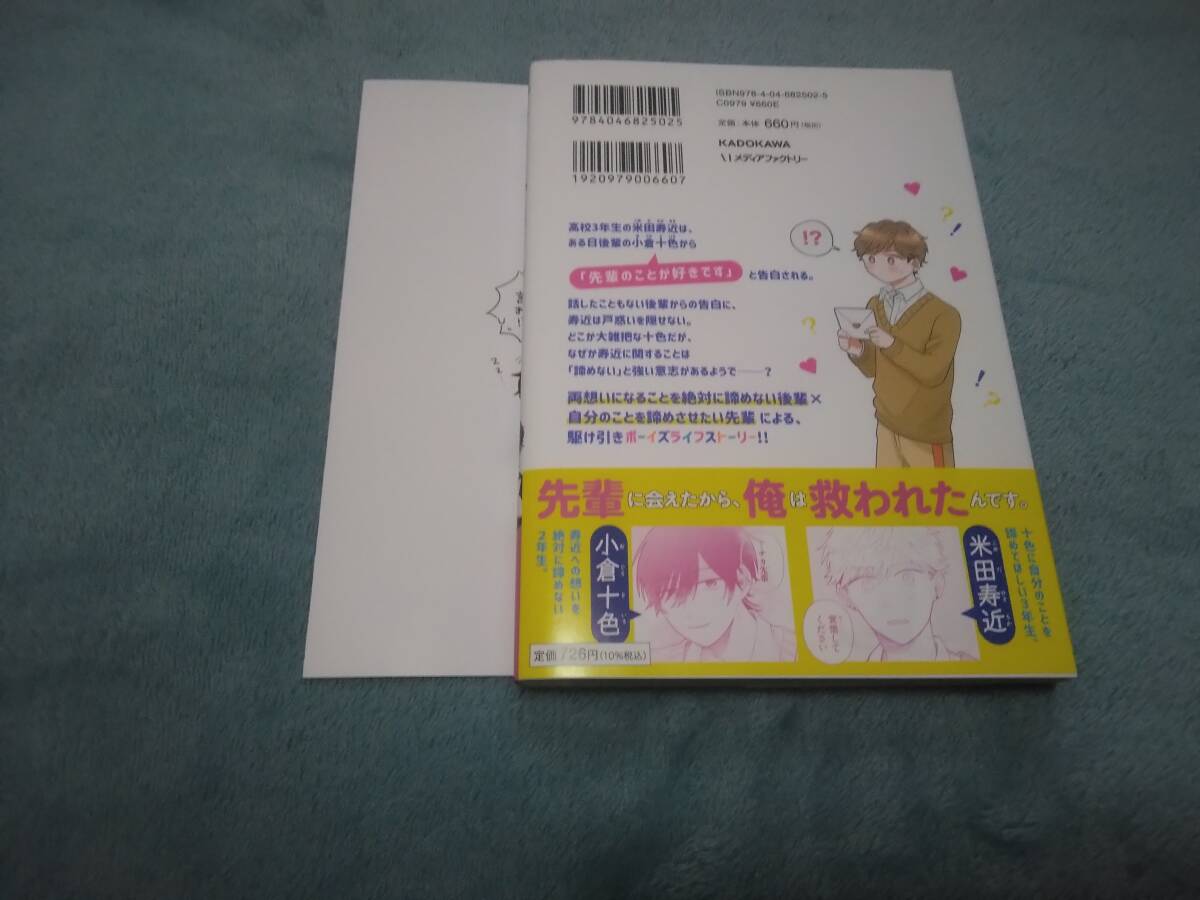 ISBN978-4-04-682502-5
C0979 ¥660E
定価:本体660円(税別)
9784046825025
KADOKAWA
メディアファクトリー
1920979006607
高校3年生の米田寿近は、
ある日後輩の小倉十色から
「先輩のことが好きです」と告白される。
話したこともない後輩からの告白に、
寿近は戸惑いを隠せない。
どこか大雑把な十色だが、
なぜか寿近に関することは
「諦めない」と強い意志があるようで――?
両想いになることを絶対に諦めない後輩×
自分のことを諦めさせたい先輩による、
駆け引きボーイズライフストーリー!!
!?
先輩に会えたから、俺は救われたんです。
十色に自分のことを
諦めてほしい3年生。
米田寿近
覚悟して
ください
小倉十色
寿近への想いを
絶対に諦めない
2年生。
定価726円(10%税込)